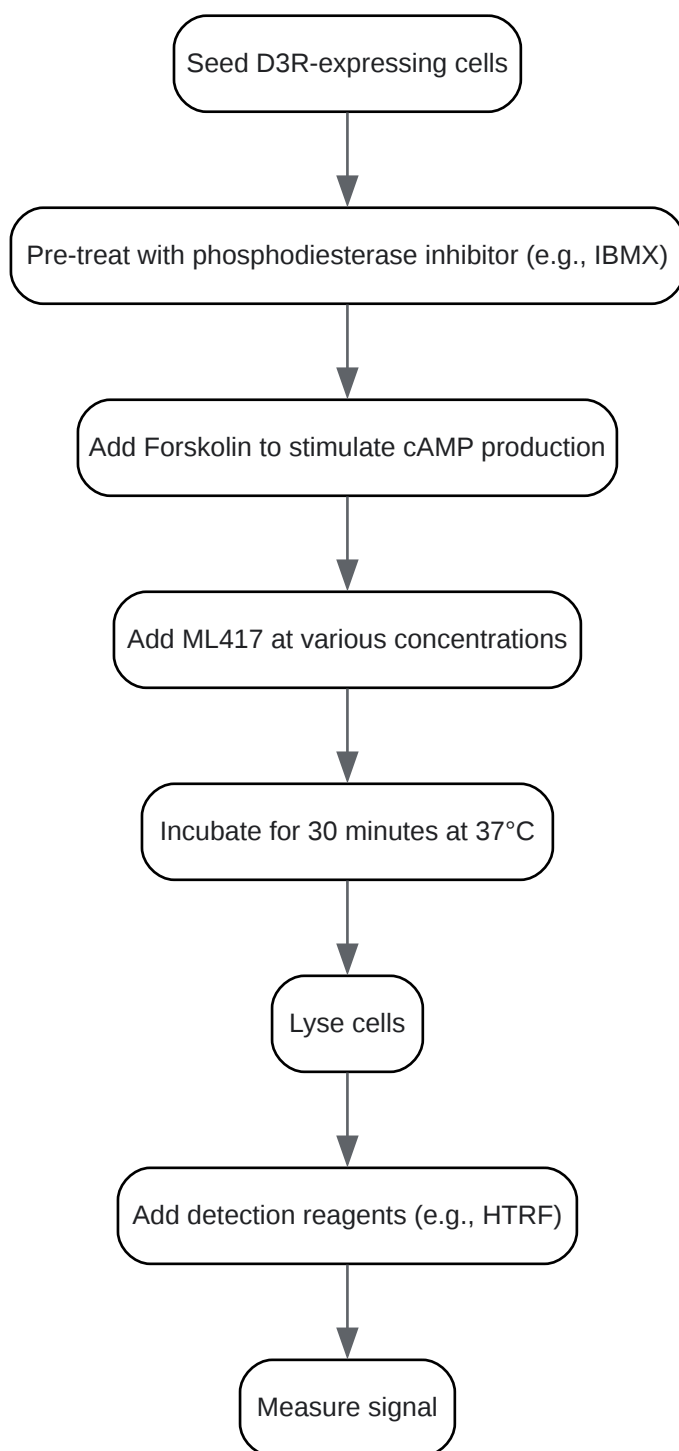 Seed D3R-expressing cells
Pre-treat with phosphodiesterase inhibitor (e.g., IBMX)
Add Forskolin to stimulate cAMP production
Add ML417 at various concentrations
Incubate for 30 minutes at 37°C
Lyse cells
Add detection reagents (e.g., HTRF)
Measure signal